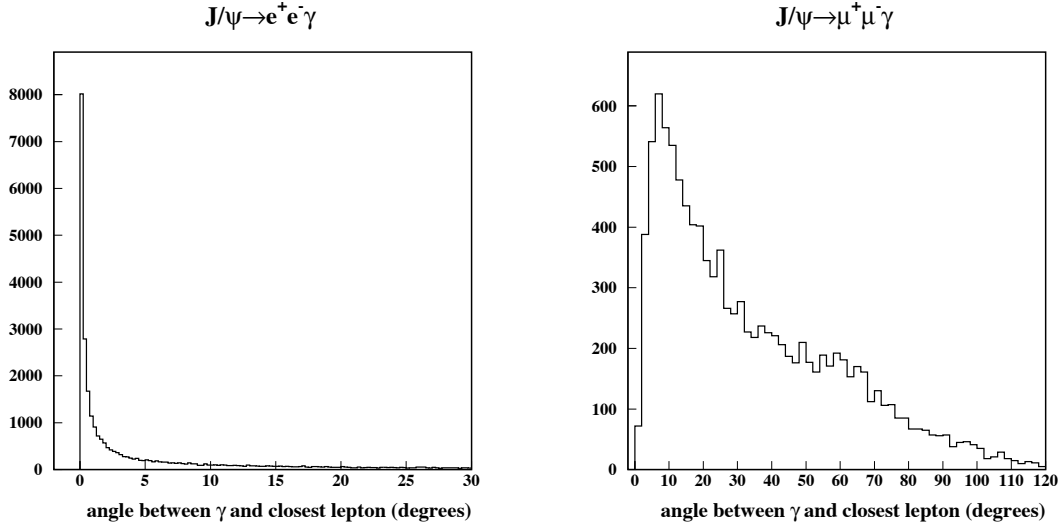 J/ψ→e⁺e⁻γ
8000
7000
6000
5000
4000
3000
2000
1000
0
0 5 10 15 20 25 30
angle between γ and closest lepton (degrees)
J/ψ→μ⁺μ⁻γ
600
500
400
300
200
100
0
0 10 20 30 40 50 60 70 80 90 100 110 120
angle between γ and closest lepton (degrees)